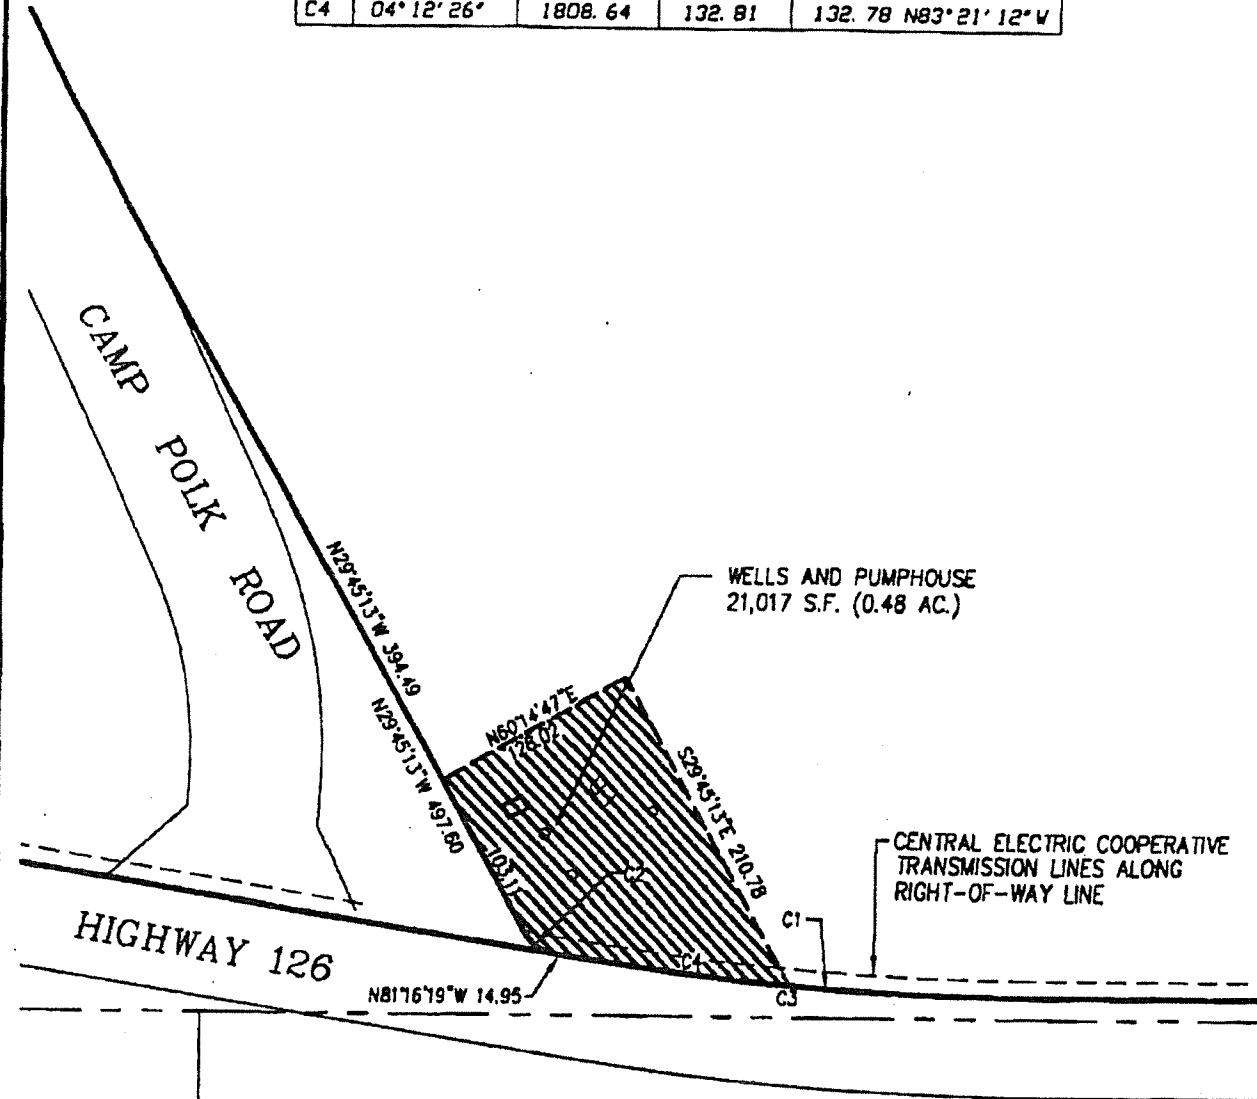 C4 04°12'26" 1808.64 132.81 132.78 N83°21'12"W
CAMP POLK ROAD
N29°45'13"W 394.49
N29°45'13"W 497.60
WELLS AND PUMPHOUSE
21,017 S.F. (0.48 AC.)
N60°14'47"E
126.02
S29°45'13"E 210.78
103.11
C2
CENTRAL ELECTRIC COOPERATIVE
TRANSMISSION LINES ALONG
RIGHT-OF-WAY LINE
C1
C4
C3
HIGHWAY 126
N81°16'19"W 14.95